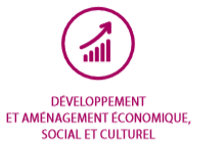 DÉVELOPPEMENT
ET AMÉNAGEMENT ÉCONOMIQUE,
SOCIAL ET CULTUREL